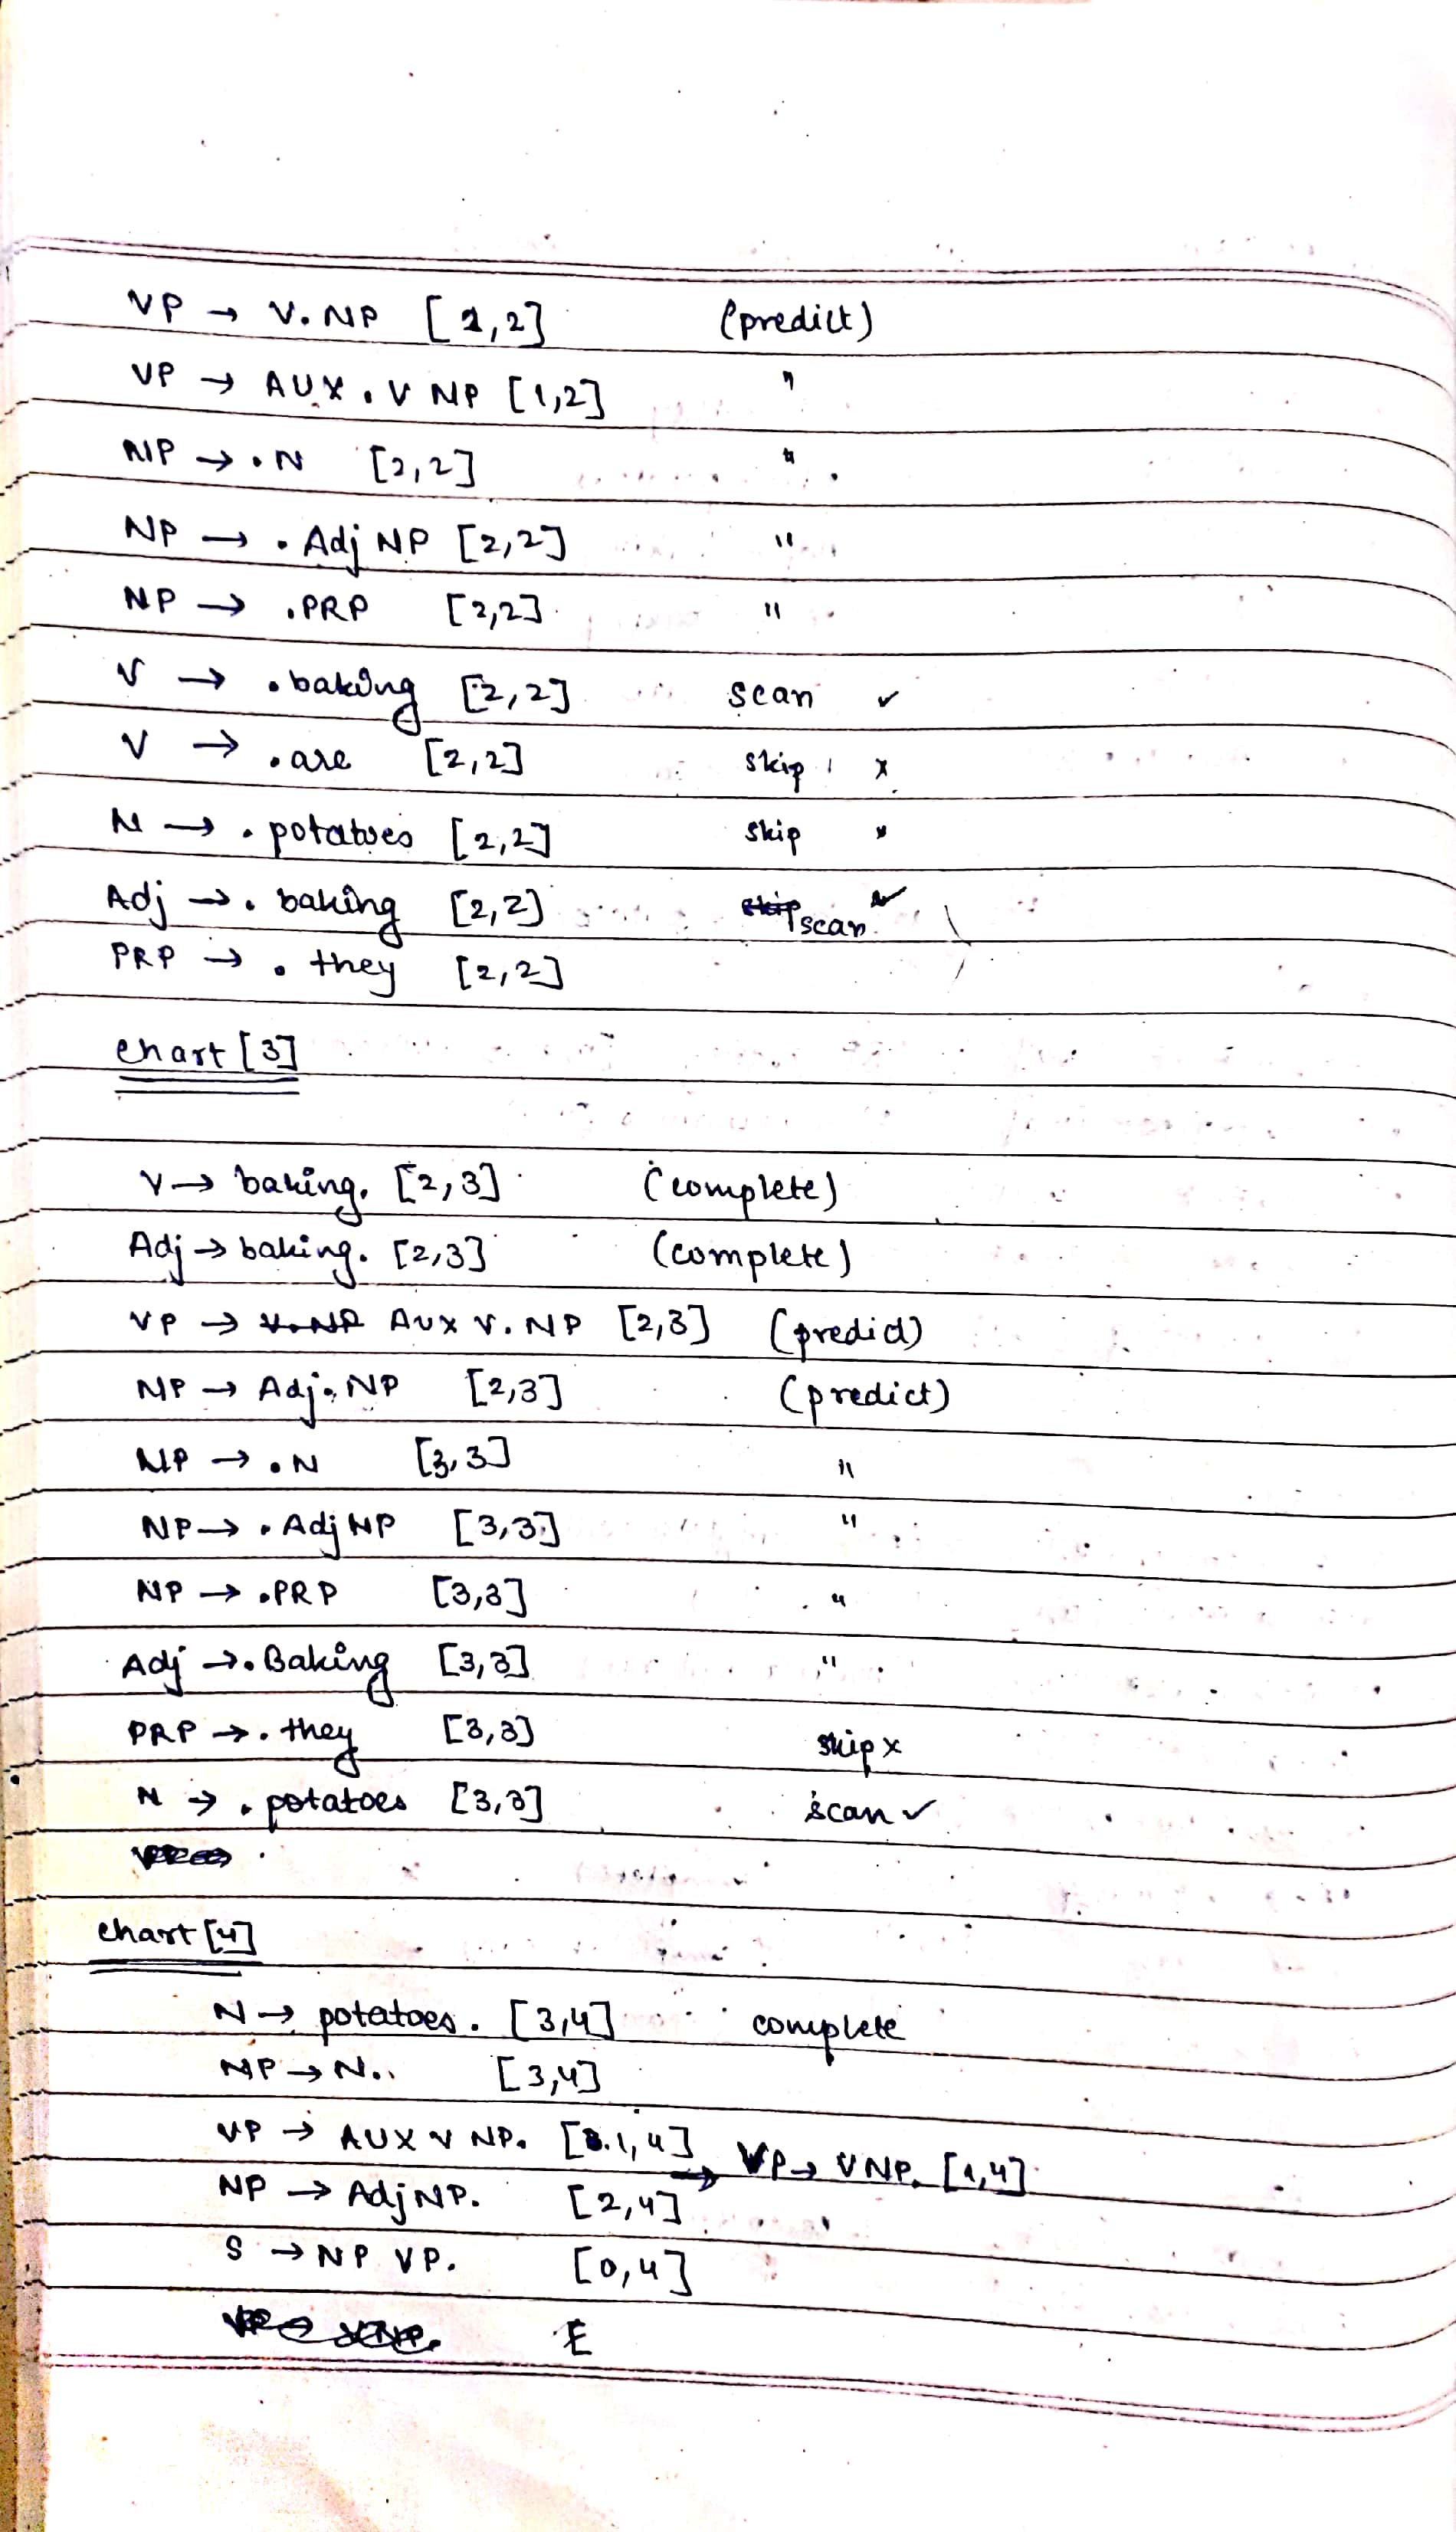 VP → V. NP [1,2] (predict)
VP → AUX . V NP [1,2] "
NP → . N [2,2] "
NP → . Adj NP [2,2] "
NP → .PRP [2,2] "
V → . baking [2,2] scan ✓
V → . are [2,2] skip x
N → . potatoes [2,2] skip x
Adj → . baking [2,2] scan ✓
PRP → . they [2,2]
chart [3]
V → baking. [2,3] (complete)
Adj → baking. [2,3] (complete)
VP → AUX V. NP [2,3] (predict)
NP → Adj. NP [2,3] (predict)
NP → . N [3,3] "
NP → . Adj NP [3,3] "
NP → .PRP [3,3] "
Adj → . Baking [3,3] "
PRP → . they [3,3] skip x
N → . potatoes [3,3] scan ✓
chart [4]
N → potatoes. [3,4] complete
NP → N.. [3,4]
VP → AUX V NP. [1,4] → VP → V NP. [1,4]
NP → Adj NP. [2,4]
S → NP VP. [0,4]